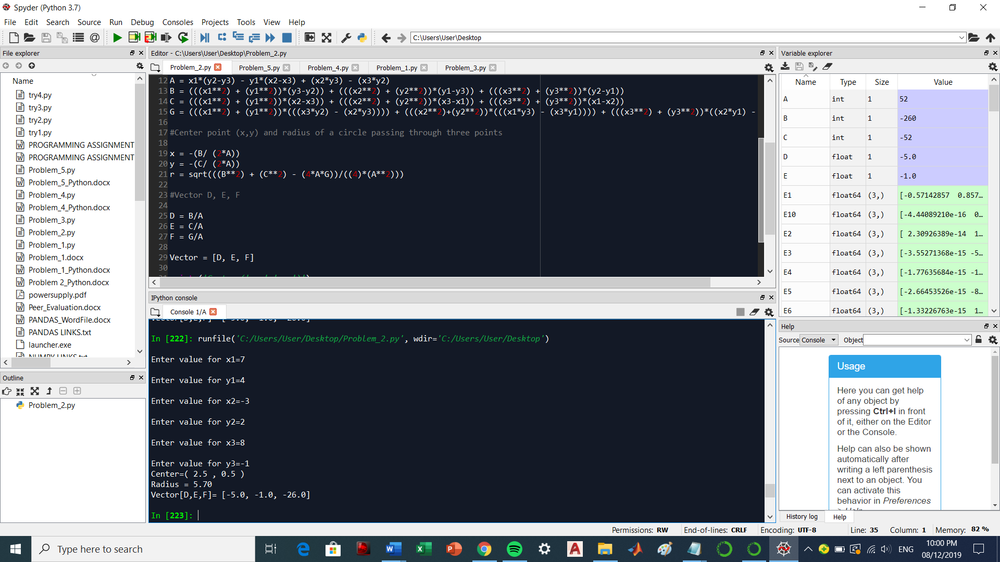 Spyder (Python 3.7)
File Edit Search Source Run Debug Consoles Projects Tools View Help
C:\Users\User\Desktop
File explorer
Name
try4.py
try3.py
try2.py
try1.py
PROGRAMMING ASSIGNMENT
PROGRAMMING ASSIGNMENT
Problem_5.py
Problem_5_Python.docx
Problem_4.py
Problem_4_Python.docx
Problem_3.py
Problem_2.py
Problem_1.py
Problem_1.docx
Problem_1_Python.docx
Problem 2_Python.docx
powersupply.pdf
Peer_Evaluation.docx
PANDAS_WordFile.docx
PANDAS LINKS.txt
launcher.exe
NUMPY LINKS.txt
Outline
Problem_2.py
Editor - C:\Users\User\Desktop\Problem_2.py
Problem_2.py Problem_5.py Problem_4.py Problem_1.py Problem_3.py
12 A = x1*(y2-y3) - y1*(x2-x3) + (x2*y3) - (x3*y2)
13 B = (((x1**2) + (y1**2))*(y3-y2)) + (((x2**2) + (y2**2))*(y1-y3)) + (((x3**2) + (y3**2))*(y2-y1))
14 C = (((x1**2) + (y1**2))*(x2-x3)) + (((x2**2) + (y2**2))*(x3-x1)) + (((x3**2) + (y3**2))*(x1-x2))
15 G = (((x1**2) + (y1**2))*(((x3*y2) - (x2*y3)))) + (((x2**2)+(y2**2))*(((x1*y3) - (x3*y1)))) + (((x3**2) + (y3**2))*((x2*y1) -
16
17 #Center point (x,y) and radius of a circle passing through three points
18
19 x = -(B/ (2*A))
20 y = -(C/ (2*A))
21 r = sqrt(((B**2) + (C**2) - (4*A*G))/((4)*(A**2)))
22
23 #Vector D, E, F
24
25 D = B/A
26 E = C/A
27 F = G/A
28
29 Vector = [D, E, F]
30
IPython console
Console 1/A
Vector[D,E,F]= [-5.0, -1.0, -26.0]
In [222]: runfile('C:/Users/User/Desktop/Problem_2.py', wdir='C:/Users/User/Desktop')
Enter value for x1=7
Enter value for y1=4
Enter value for x2=-3
Enter value for y2=2
Enter value for x3=8
Enter value for y3=-1
Center=( 2.5 , 0.5 )
Radius = 5.70
Vector[D,E,F]= [-5.0, -1.0, -26.0]
In [223]:
Variable explorer
Name Type Size Value
A int 1 52
B int 1 -260
C int 1 -52
D float 1 -5.0
E float 1 -1.0
E1 float64 (3,) [-0.57142857 0.857…
E10 float64 (3,) [-4.44089210e-16 0…
E2 float64 (3,) [ 2.30926389e-14 1…
E3 float64 (3,) [-3.55271368e-15 -5…
E4 float64 (3,) [-1.77635684e-15 -1…
E5 float64 (3,) [-2.66453526e-15 -8…
E6 float64 (3,) [-1.33226763e-15 1…
Help
Source Console Object
Usage
Here you can get help
of any object by
pressing Ctrl+I in front
of it, either on the Editor
or the Console.
Help can also be shown
automatically after
writing a left parenthesis
next to an object. You
can activate this
behavior in Preferences
> Help.
History log Help
Permissions: RW End-of-lines: CRLF Encoding: UTF-8 Line: 35 Column: 1 Memory: 82 %
Type here to search
ENG
10:00 PM
08/12/2019